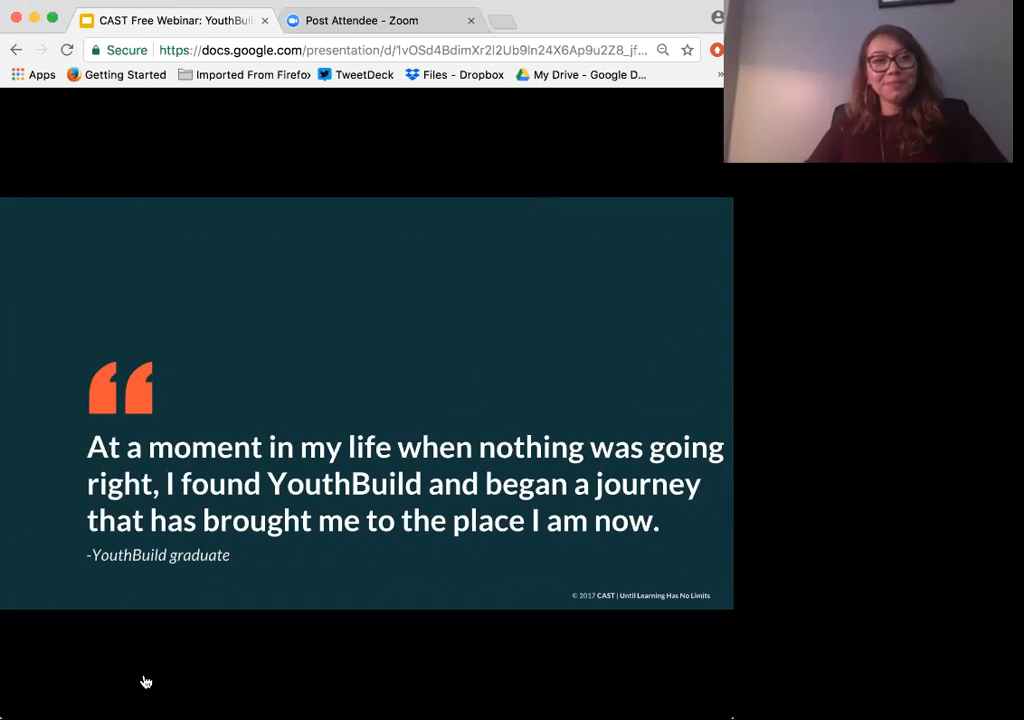 CAST Free Webinar: YouthBuil
Post Attendee - Zoom
Secure https://docs.google.com/presentation/d/1vOSd4BdimXr2I2Ub9ln24X6Ap9u2Z8_jf...
Apps Getting Started Imported From Firefox TweetDeck Files - Dropbox My Drive - Google D... »
“
At a moment in my life when nothing was going
right, I found YouthBuild and began a journey
that has brought me to the place I am now.
-YouthBuild graduate
© 2017 CAST | Until Learning Has No Limits